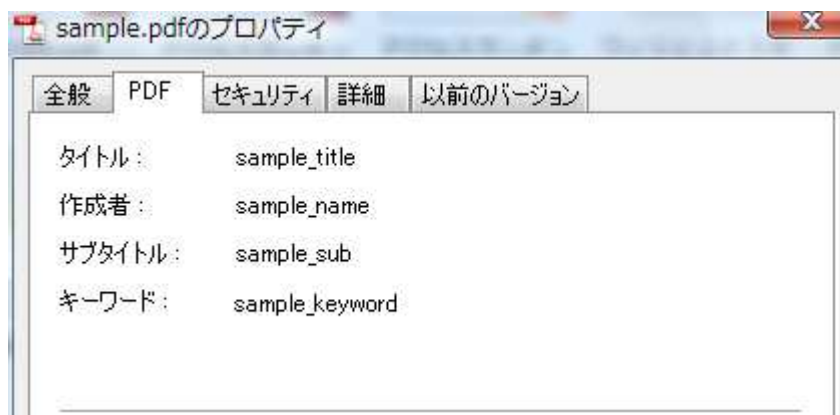 sample.pdfのプロパティ
全般 PDF セキュリティ 詳細 以前のバージョン
タイトル： sample_title
作成者： sample_name
サブタイトル： sample_sub
キーワード： sample_keyword